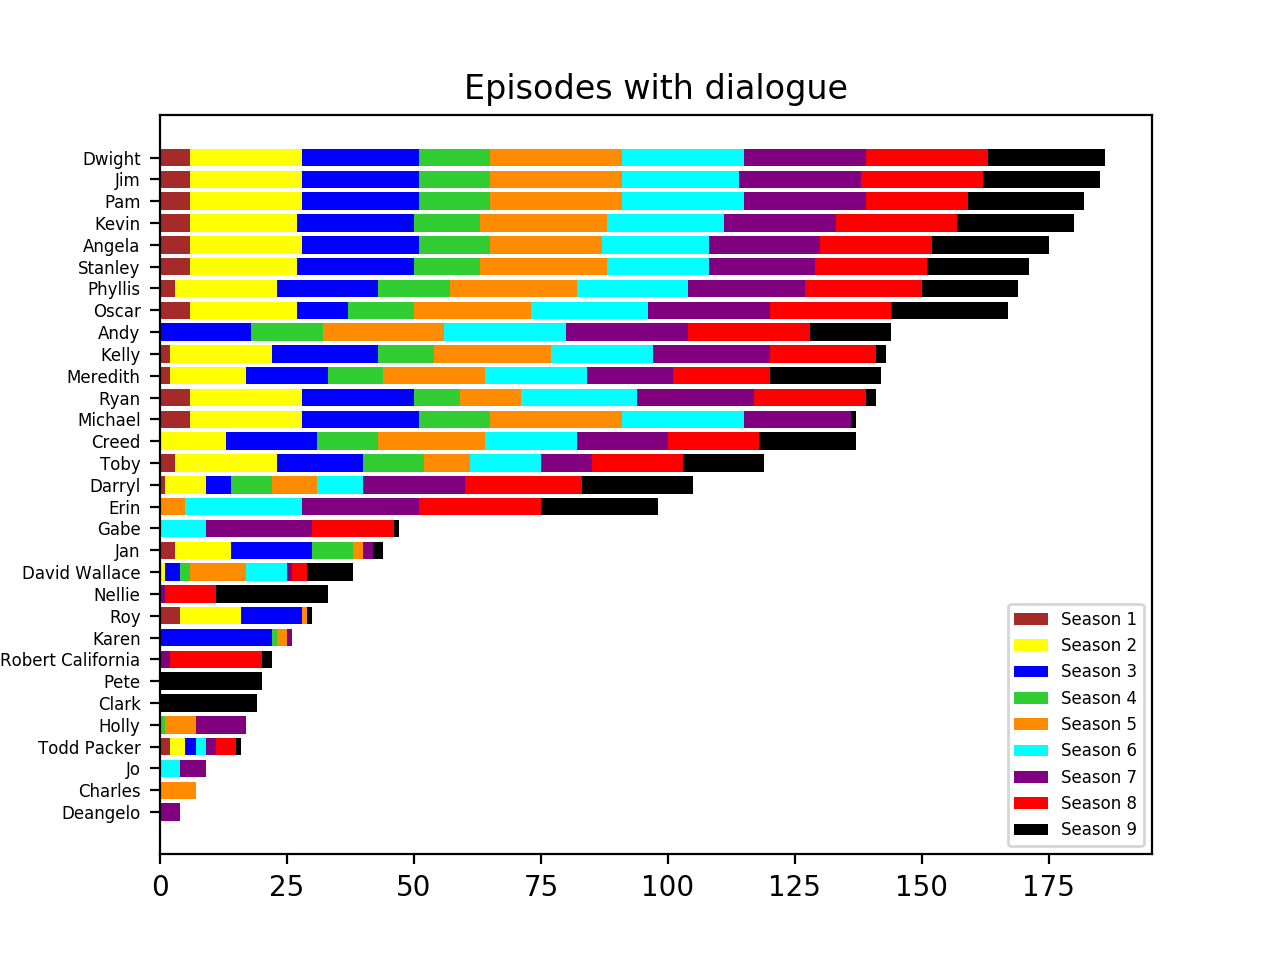 Episodes with dialogue
Dwight
Jim
Pam
Kevin
Angela
Stanley
Phyllis
Oscar
Andy
Kelly
Meredith
Ryan
Michael
Creed
Toby
Darryl
Erin
Gabe
Jan
David Wallace
Nellie
Roy
Karen
Robert California
Pete
Clark
Holly
Todd Packer
Jo
Charles
Deangelo
Season 1
Season 2
Season 3
Season 4
Season 5
Season 6
Season 7
Season 8
Season 9
0 25 50 75 100 125 150 175